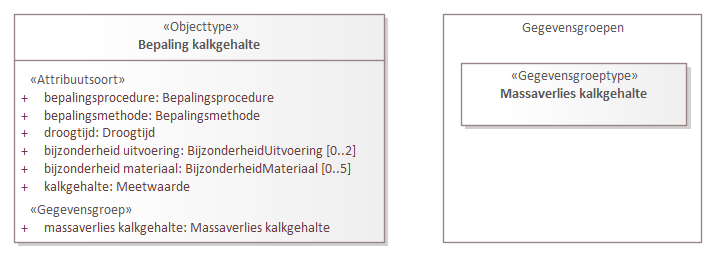 «Objecttype»
Bepaling kalkgehalte
«Attribuutsoort»
+ bepalingsprocedure: Bepalingsprocedure
+ bepalingsmethode: Bepalingsmethode
+ droogtijd: Droogtijd
+ bijzonderheid uitvoering: BijzonderheidUitvoering [0..2]
+ bijzonderheid materiaal: BijzonderheidMateriaal [0..5]
+ kalkgehalte: Meetwaarde
«Gegevensgroep»
+ massaverlies kalkgehalte: Massaverlies kalkgehalte
Gegevensgroepen
«Gegevensgroeptype»
Massaverlies kalkgehalte